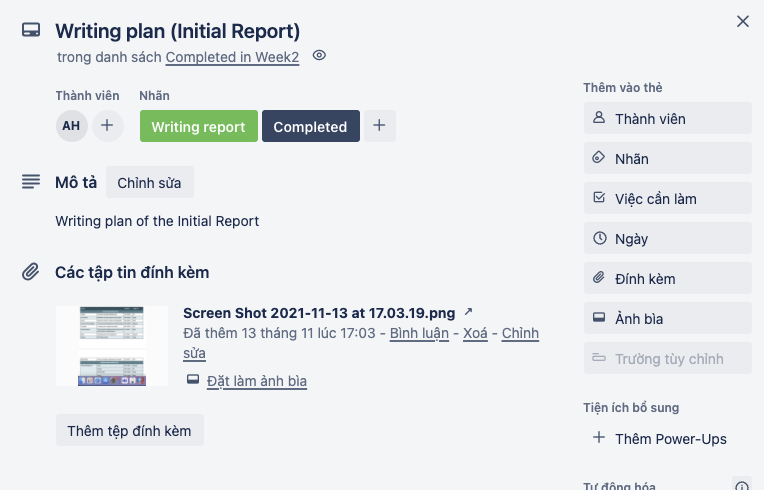 Writing plan (Initial Report)
trong danh sách Completed in Week2
Thành viên
Nhãn
AH
Writing report
Completed
Mô tả
Chỉnh sửa
Writing plan of the Initial Report
Các tập tin đính kèm
Screen Shot 2021-11-13 at 17.03.19.png ↗
Đã thêm 13 tháng 11 lúc 17:03 - Bình luận - Xoá - Chỉnh
sửa
Đặt làm ảnh bìa
Thêm tệp đính kèm
Thêm vào thẻ
Thành viên
Nhãn
Việc cần làm
Ngày
Đính kèm
Ảnh bìa
Trường tùy chỉnh
Tiện ích bổ sung
+ Thêm Power-Ups
Tự động hóa